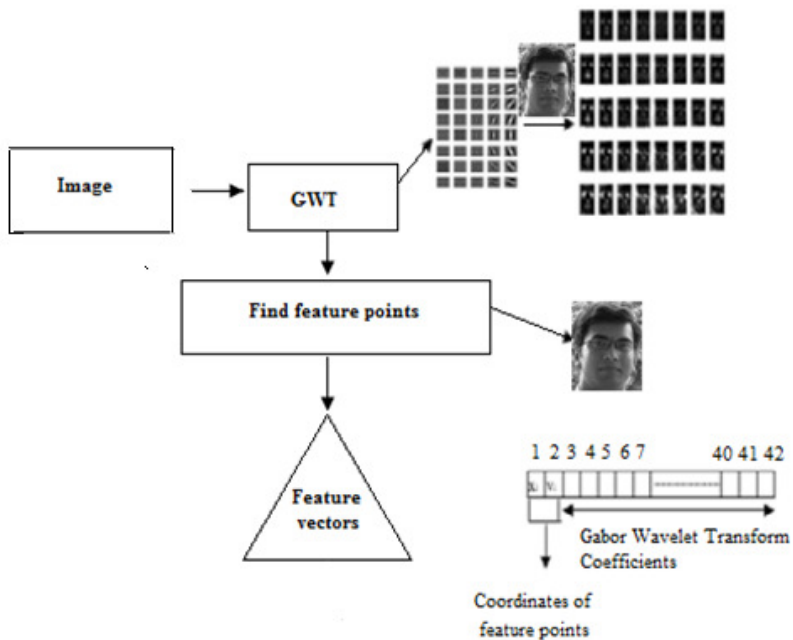 Image
GWT
Find feature points
Feature
vectors
1 2 3 4 5 6 7 40 41 42
Gabor Wavelet Transform
Coefficients
Coordinates of
feature points